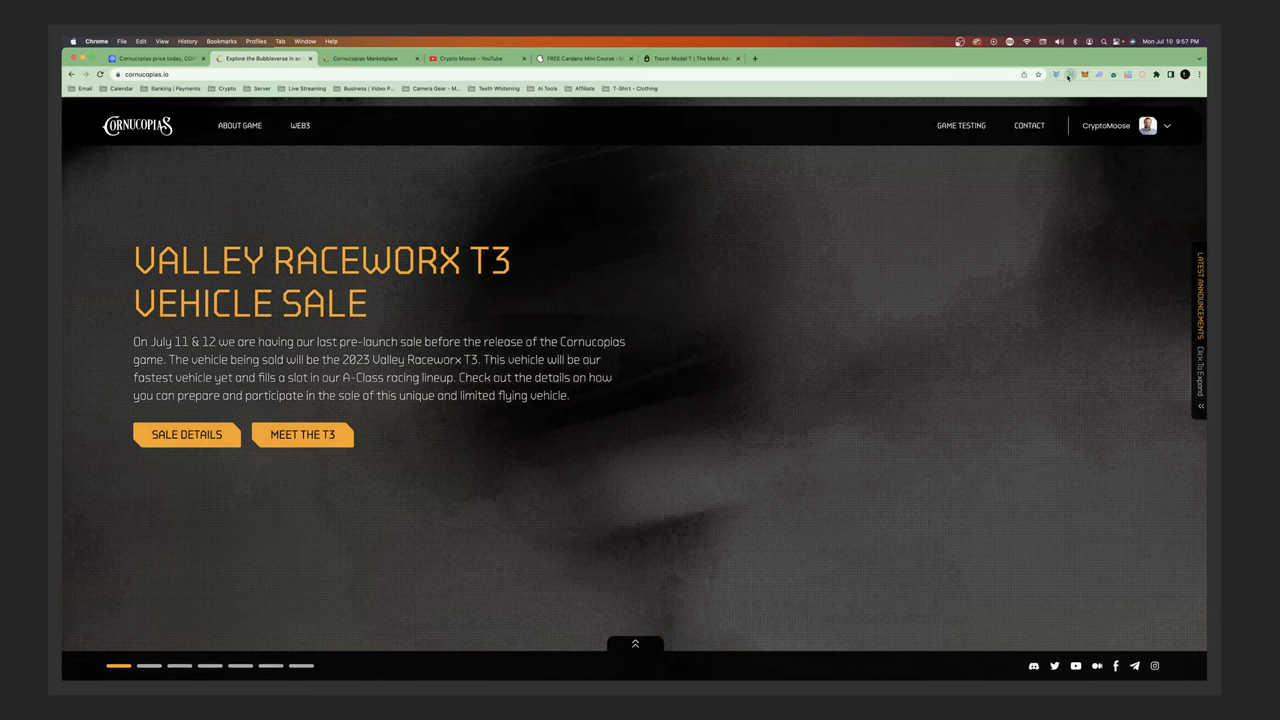 Chrome File Edit View History Bookmarks Profiles Tab Window Help Mon Jul 10 9:57 PM
Cornucopias price today, Explore the Bubbleverse in an Cornucopias Marketplace Crypto Moose - YouTube FREE Cardano Mini Course : Trezor Model T | The Most
cornucopias.io
Email Calendar Banking | Payments Crypto Server Live Streaming Business | Video P... Camera Gear - M... Teeth Whitening Ai Tools Affiliate T-Shirt - Clothing
CORNUCOPIAS ABOUT GAME WEB3 GAME TESTING CONTACT CryptoMoose
VALLEY RACEWORX T3
VEHICLE SALE
On July 11 & 12 we are having our last pre-launch sale before the release of the Cornucopias
game. The vehicle being sold will be the 2023 Valley Raceworx T3. This vehicle will be our
fastest vehicle yet and fills a slot in our A-Class racing lineup. Check out the details on how
you can prepare and participate in the sale of this unique and limited flying vehicle.
SALE DETAILS MEET THE T3
LATEST ANNOUNCEMENTS Click To Expand